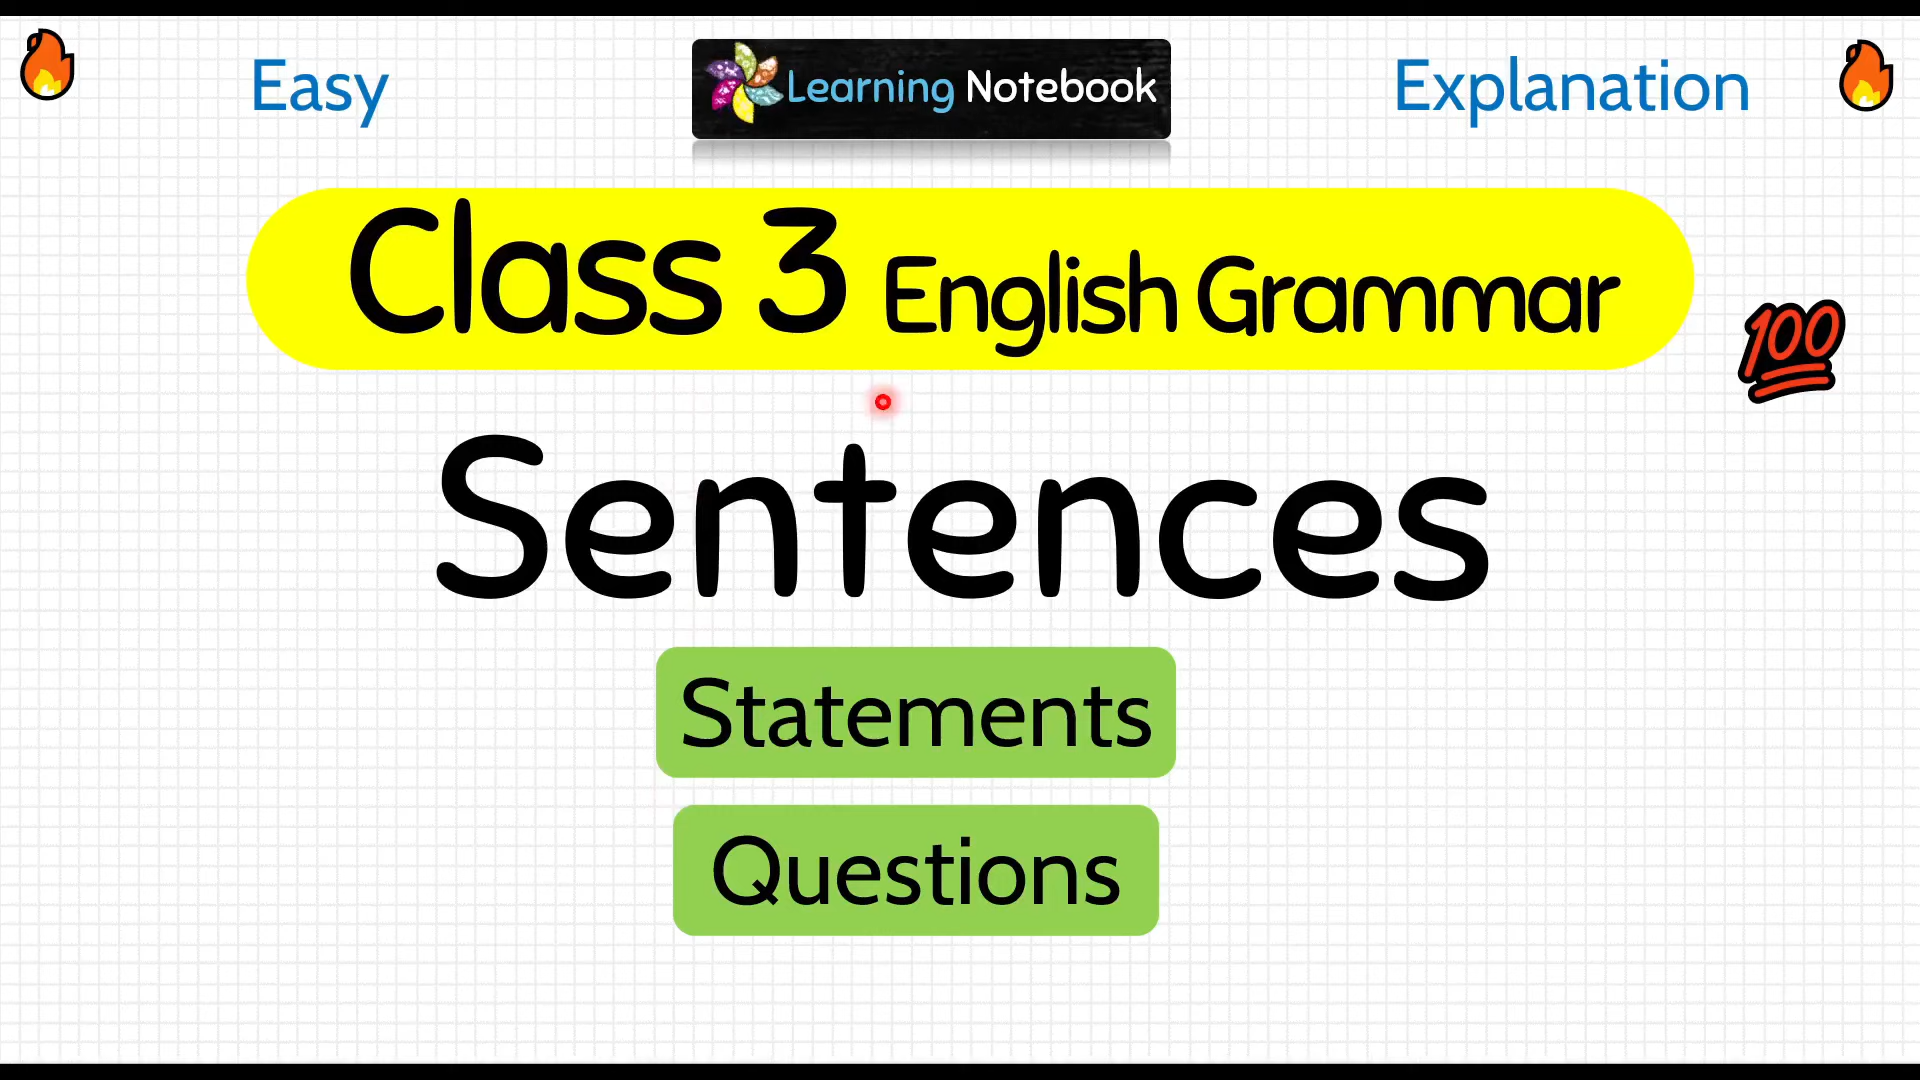 Easy
Learning Notebook
Explanation
Class 3 English Grammar
100
Sentences
Statements
Questions